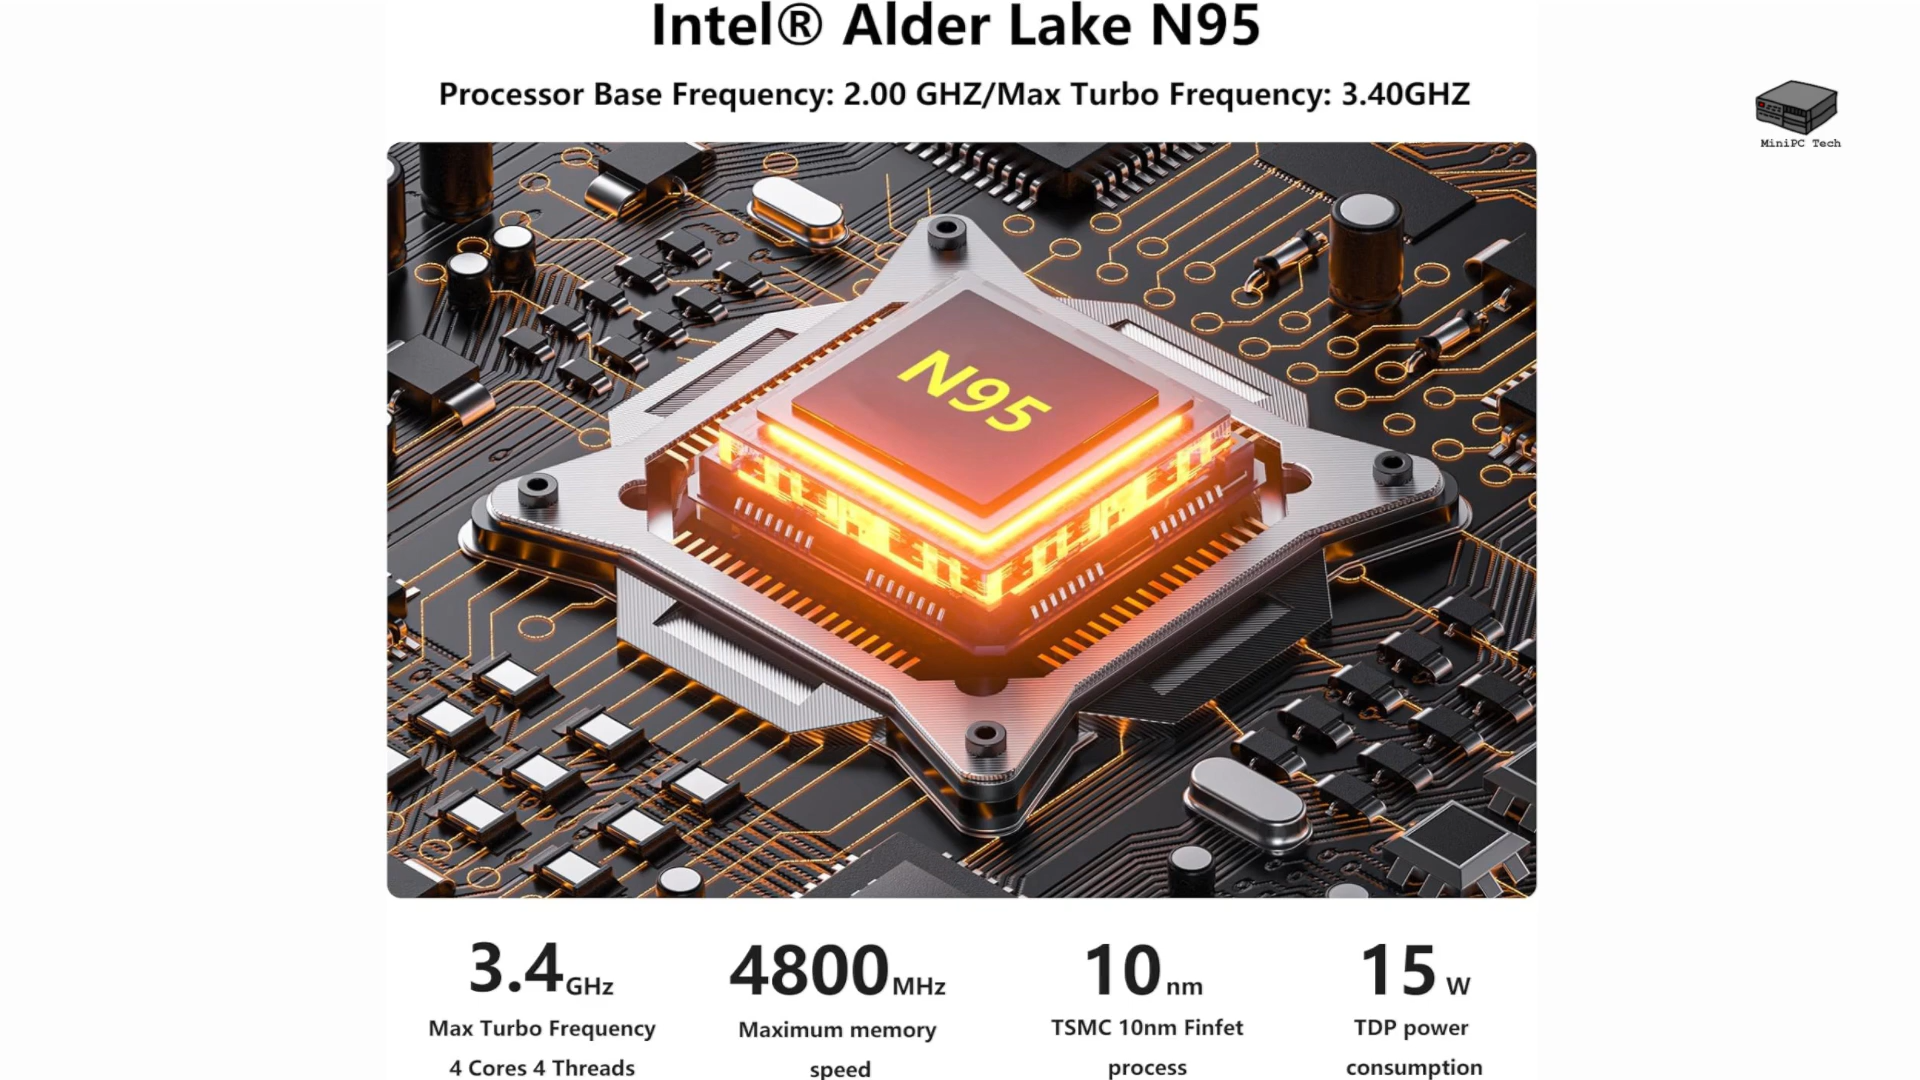 Intel® Alder Lake N95
Processor Base Frequency: 2.00 GHZ/Max Turbo Frequency: 3.40GHZ
MiniPC Tech
N95
3.4GHz
Max Turbo Frequency
4 Cores 4 Threads
4800MHz
Maximum memory
speed
10nm
TSMC 10nm Finfet
process
15 W
TDP power
consumption